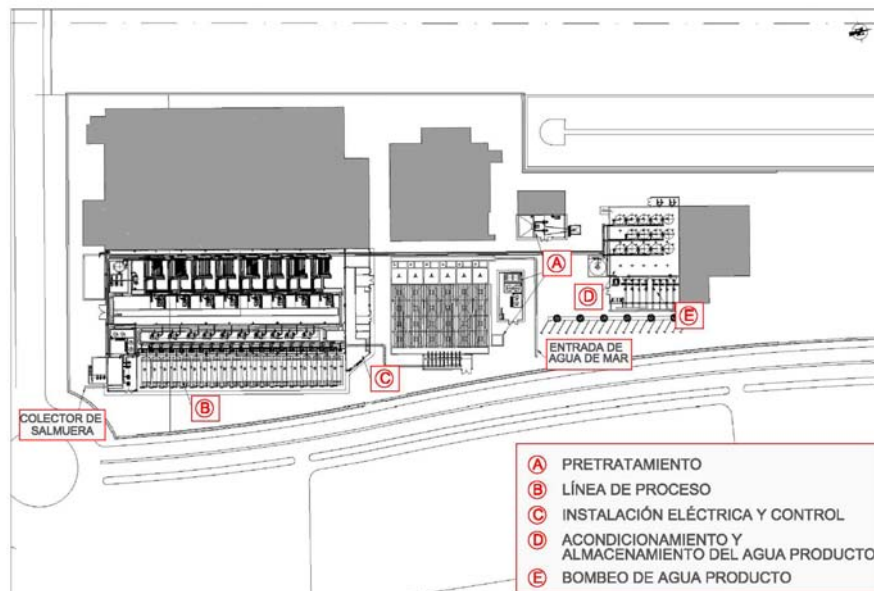 A
D
E
ENTRADA DE
AGUA DE MAR
C
B
COLECTOR DE
SALMUERA
A PRETRATAMIENTO
B LÍNEA DE PROCESO
C INSTALACIÓN ELÉCTRICA Y CONTROL
D ACONDICIONAMIENTO Y
ALMACENAMIENTO DEL AGUA PRODUCTO
E BOMBEO DE AGUA PRODUCTO